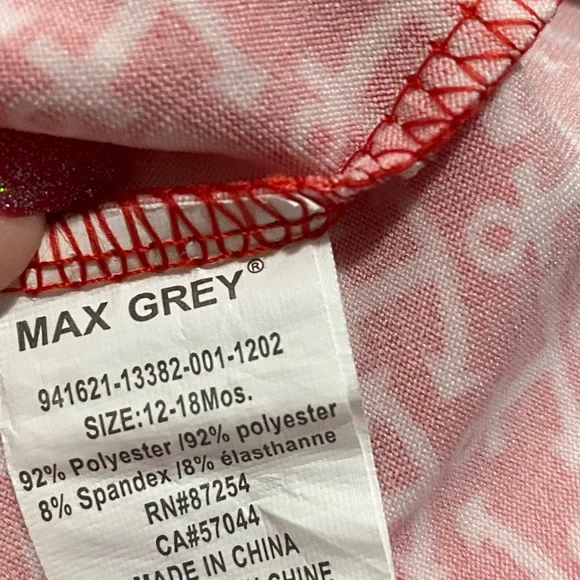 MAX GREY®
941621-13382-001-1202
SIZE:12-18Mos.
92% Polyester /92% polyester
8% Spandex /8% élasthanne
RN#87254
CA#57044
MADE IN CHINA
CHINE